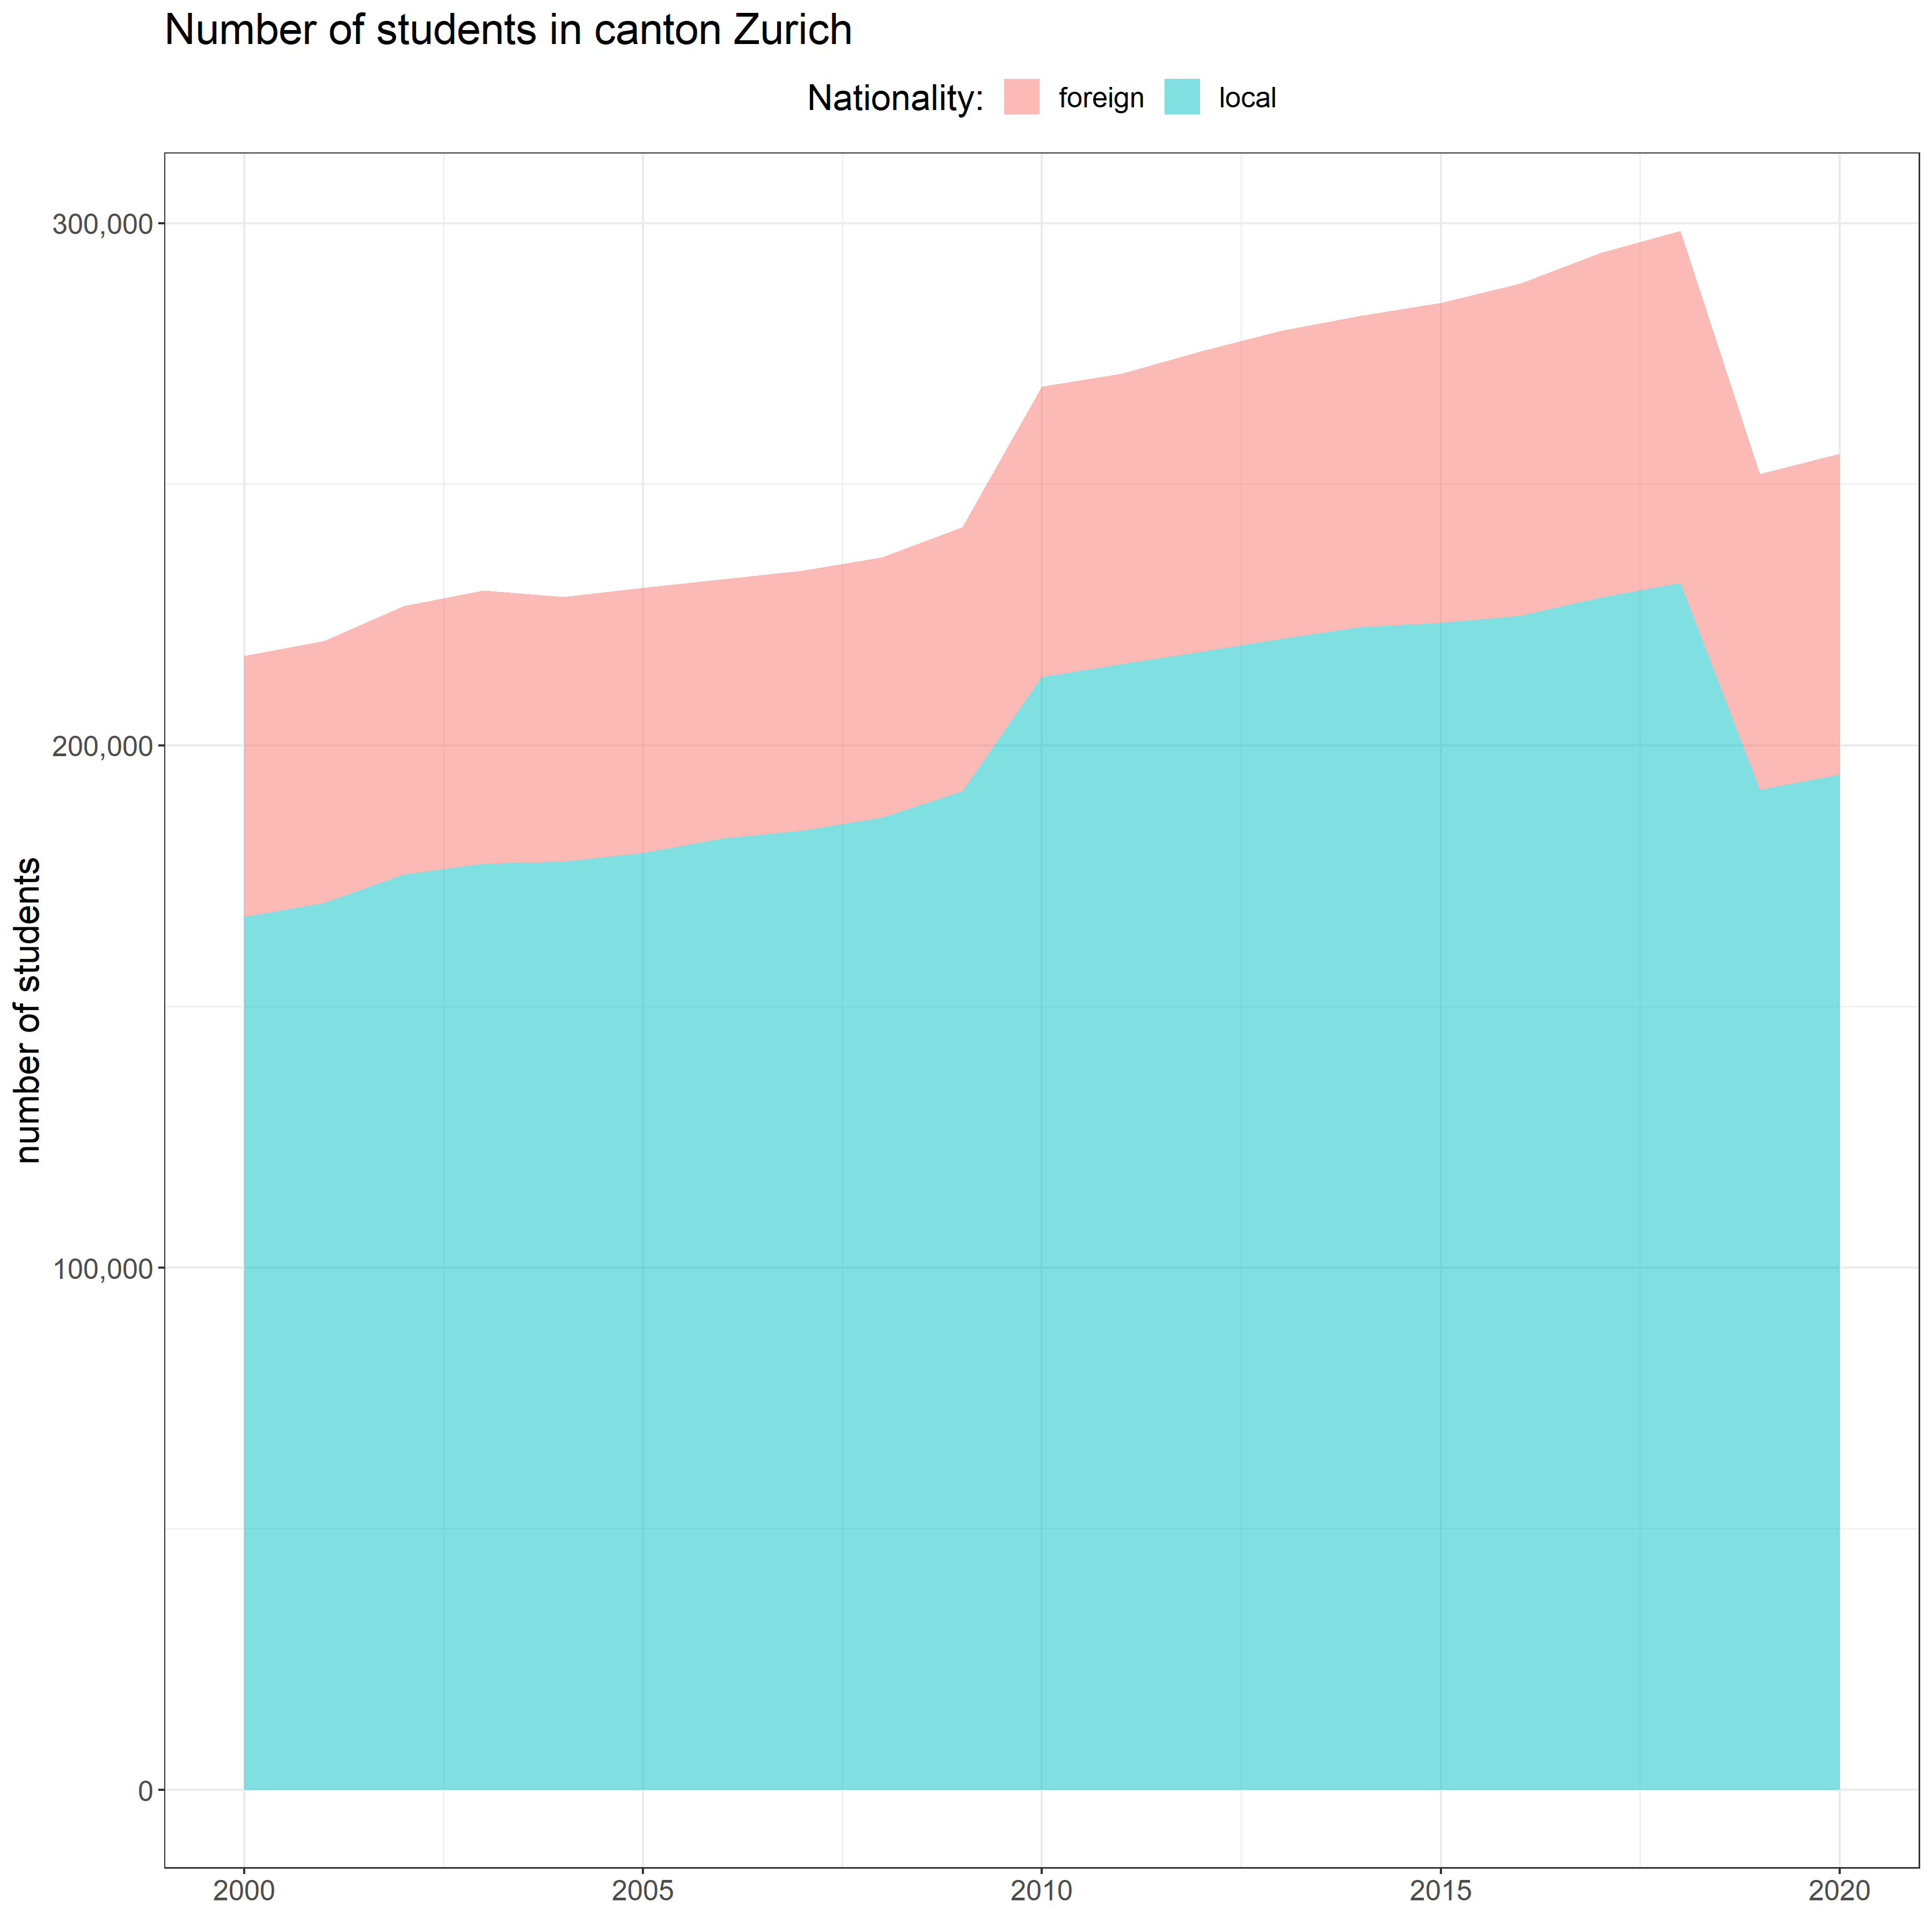 Number of students in canton Zurich
Nationality: foreign local
300,000
200,000
100,000
0
number of students
2000 2005 2010 2015 2020